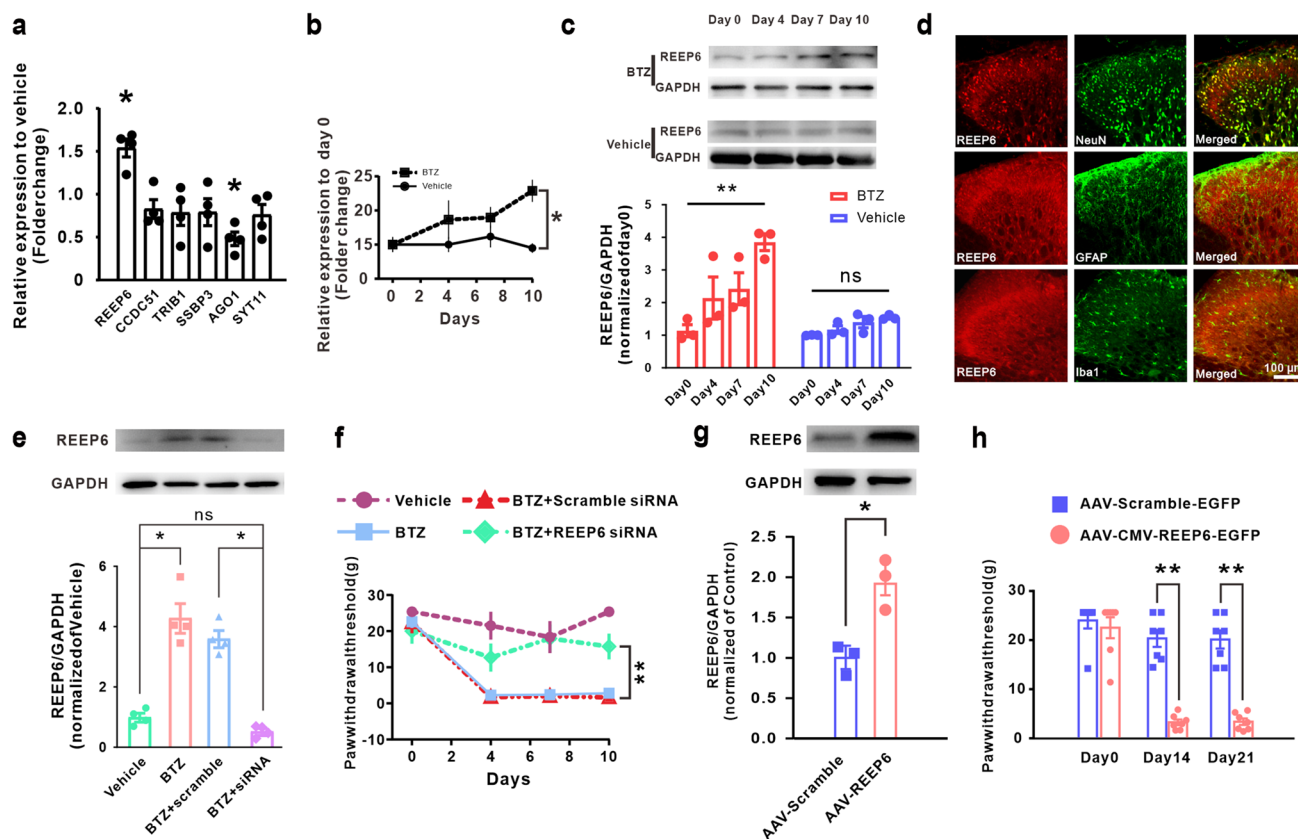 a
Relative expression to vehicle
(Folderchange)
2.0
1.5
1.0
0.5
0.0
*
*
REEP6
CCDC51
TRIB1
SSBP3
AGO1
SYT11
b
Relative expression to day 0
(Folder change)
25
20
15
10
5
0
BTZ
Vehicle
*
0 2 4 6 8 10
Days
c
Day 0 Day 4 Day 7 Day 10
BTZ
REEP6
GAPDH
Vehicle
REEP6
GAPDH
REEP6/GAPDH
(normalizedofday0)
5
4
3
2
1
0
**
ns
BTZ
Vehicle
Day0 Day4 Day7 Day10 Day0 Day4 Day7 Day10
d
REEP6 NeuN Merged
REEP6 GFAP Merged
REEP6 Iba1 Merged
100 μm
e
REEP6
GAPDH
ns
* *
REEP6/GAPDH
(normalizedofVehicle)
6
4
2
0
Vehicle
BTZ
BTZ+scramble
BTZ+siRNA
f
Vehicle BTZ+Scramble siRNA
BTZ BTZ+REEP6 siRNA
Pawwithdrawalthreshold(g)
30
20
10
0
-10
**
0 2 4 6 8 10
Days
g
REEP6
GAPDH
*
REEP6/GAPDH
(normalized of Control)
2.5
2.0
1.5
1.0
0.5
0.0
AAV-Scramble
AAV-REEP6
h
AAV-Scramble-EGFP
AAV-CMV-REEP6-EGFP
Pawwithdrawalthreshold(g)
30
20
10
0
** **
Day0 Day14 Day21